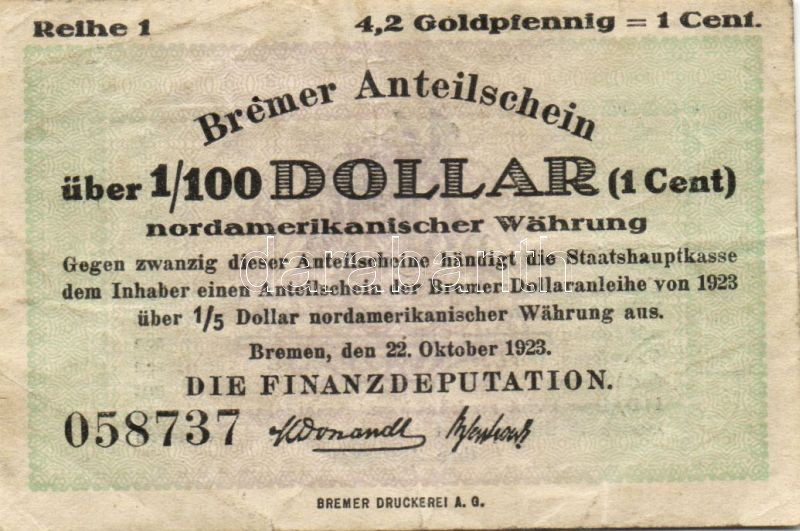 Reihe 1 4,2 Goldpfennig = 1 Cent.
Bremer Anteilschein
über 1/100 DOLLAR (1 Cent)
nordamerikanischer Währung
Gegen zwanzig dieser Anteilscheine händigt die Staatshauptkasse
dem Inhaber einen Anteilschein der Bremer Dollaranleihe von 1923
über 1/5 Dollar nordamerikanischer Währung aus.
Bremen, den 22. Oktober 1923.
DIE FINANZDEPUTATION.
058737 Donandt
BREMER DRUCKEREI A. G.
darabanth